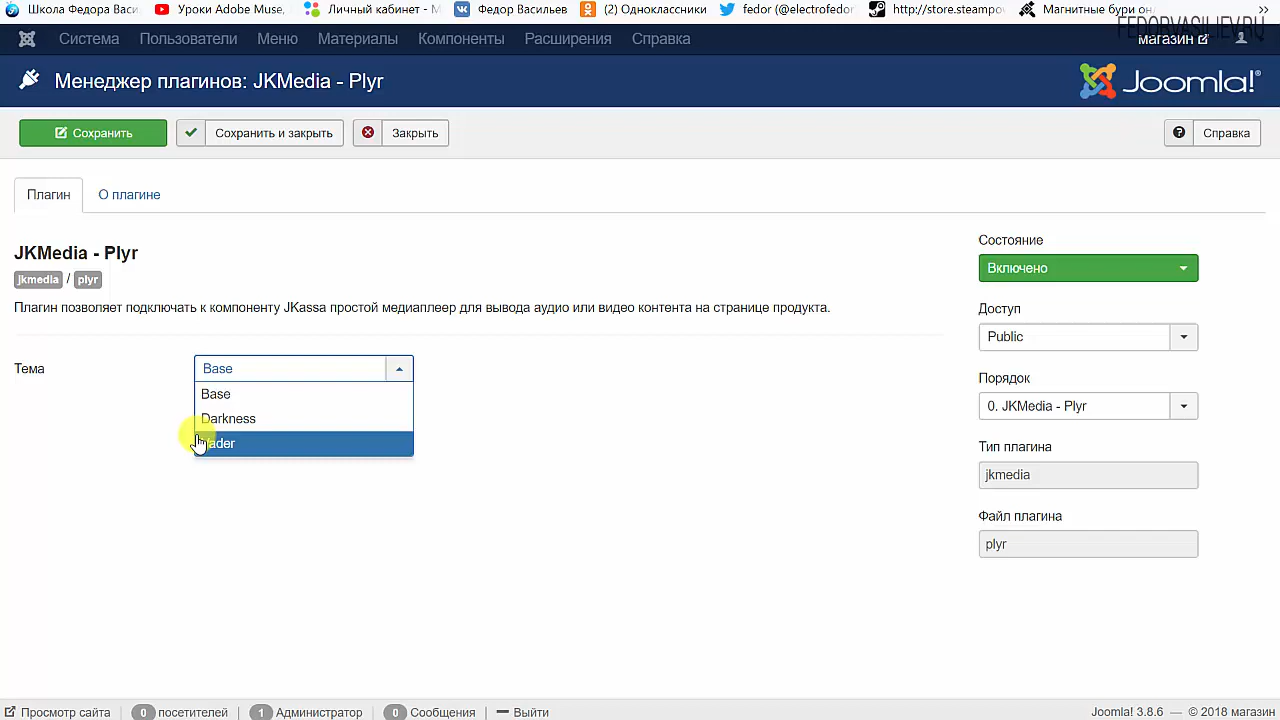 Школа Федора Васи
Уроки Adobe Muse,
Личный кабинет - М
Федор Васильев
(2) Одноклассники
fedor (@electrofedor
http://store.steampo
Магнитные бури он
FEDORVASILIEV.RU
Система
Пользователи
Меню
Материалы
Компоненты
Расширения
Справка
магазин
Менеджер плагинов: JKMedia - Plyr
Joomla!®
Сохранить
Сохранить и закрыть
Закрыть
Справка
Плагин
О плагине
JKMedia - Plyr
jkmedia / plyr
Плагин позволяет подключать к компоненту JKassa простой медиаплеер для вывода аудио или видео контента на странице продукта.
Тема
Base
Base
Darkness
ader
Состояние
Включено
Доступ
Public
Порядок
0. JKMedia - Plyr
Тип плагина
jkmedia
Файл плагина
plyr
Просмотр сайта
0 посетителей
1 Администратор
0 Сообщения
Выйти
Joomla! 3.8.6 — © 2018 магазин